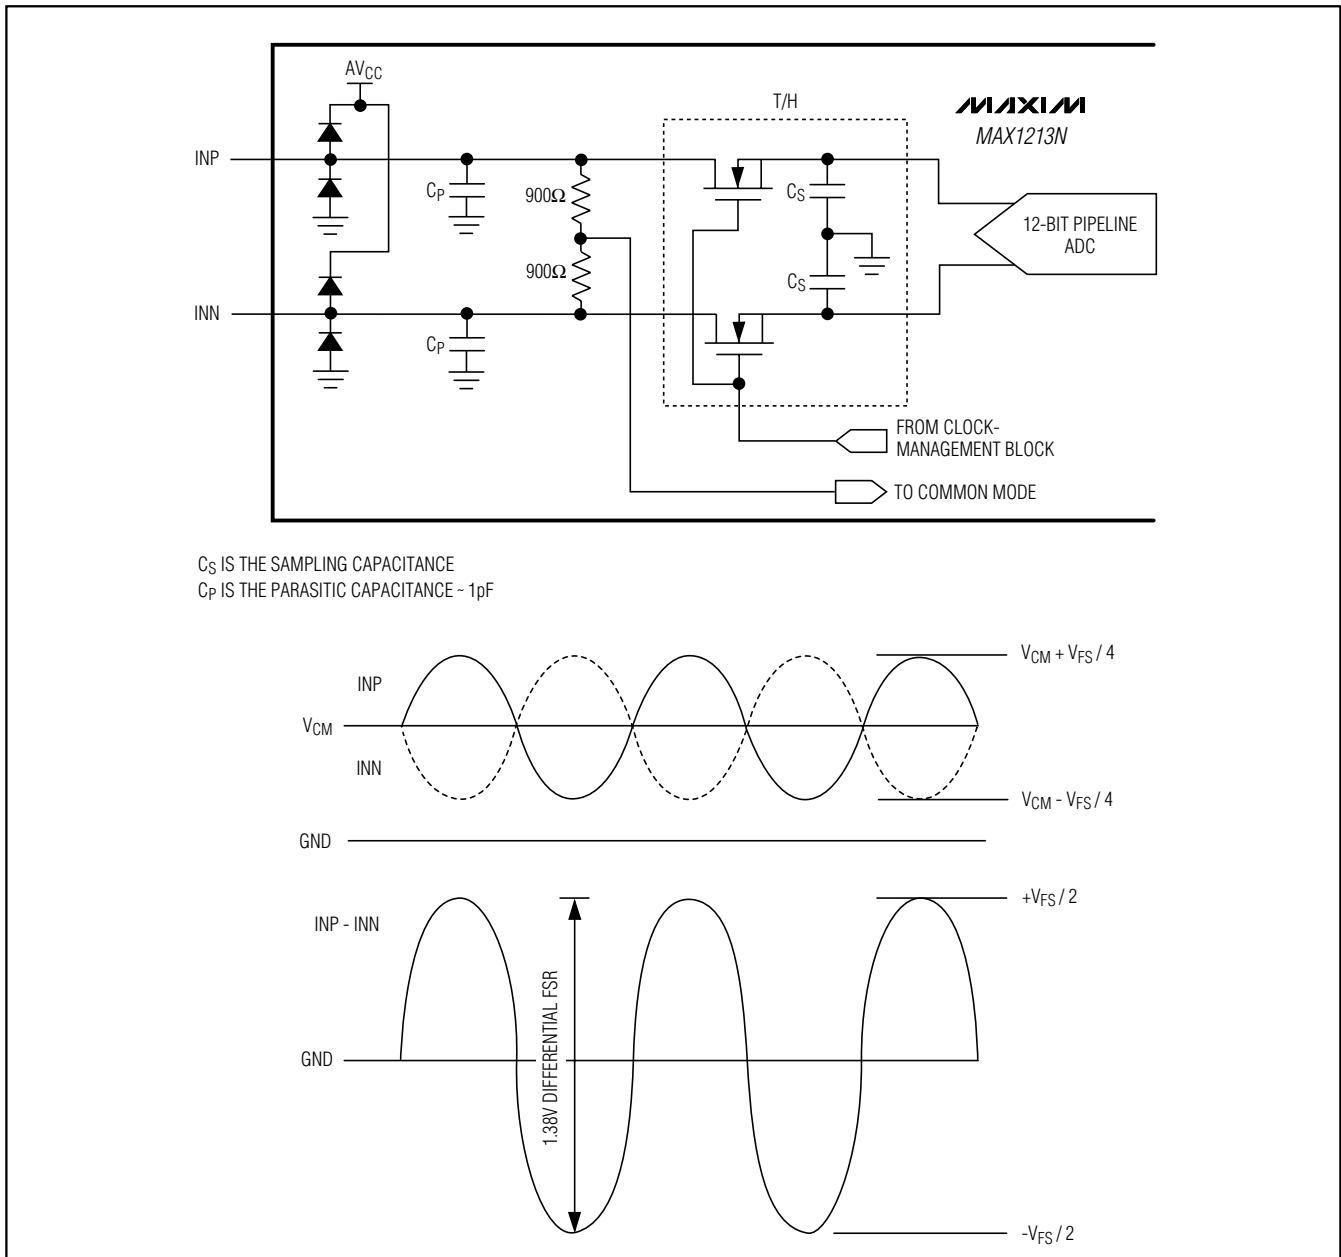 AVCC
T/H
MAXIM
MAX1213N
INP
CP
900Ω
CS
12-BIT PIPELINE
ADC
900Ω
CS
INN
CP
FROM CLOCK-
MANAGEMENT BLOCK
TO COMMON MODE
CS IS THE SAMPLING CAPACITANCE
CP IS THE PARASITIC CAPACITANCE ~ 1pF
VCM + VFS / 4
INP
VCM
INN
VCM - VFS / 4
GND
+VFS / 2
INP - INN
1.38V DIFFERENTIAL FSR
GND
-VFS / 2